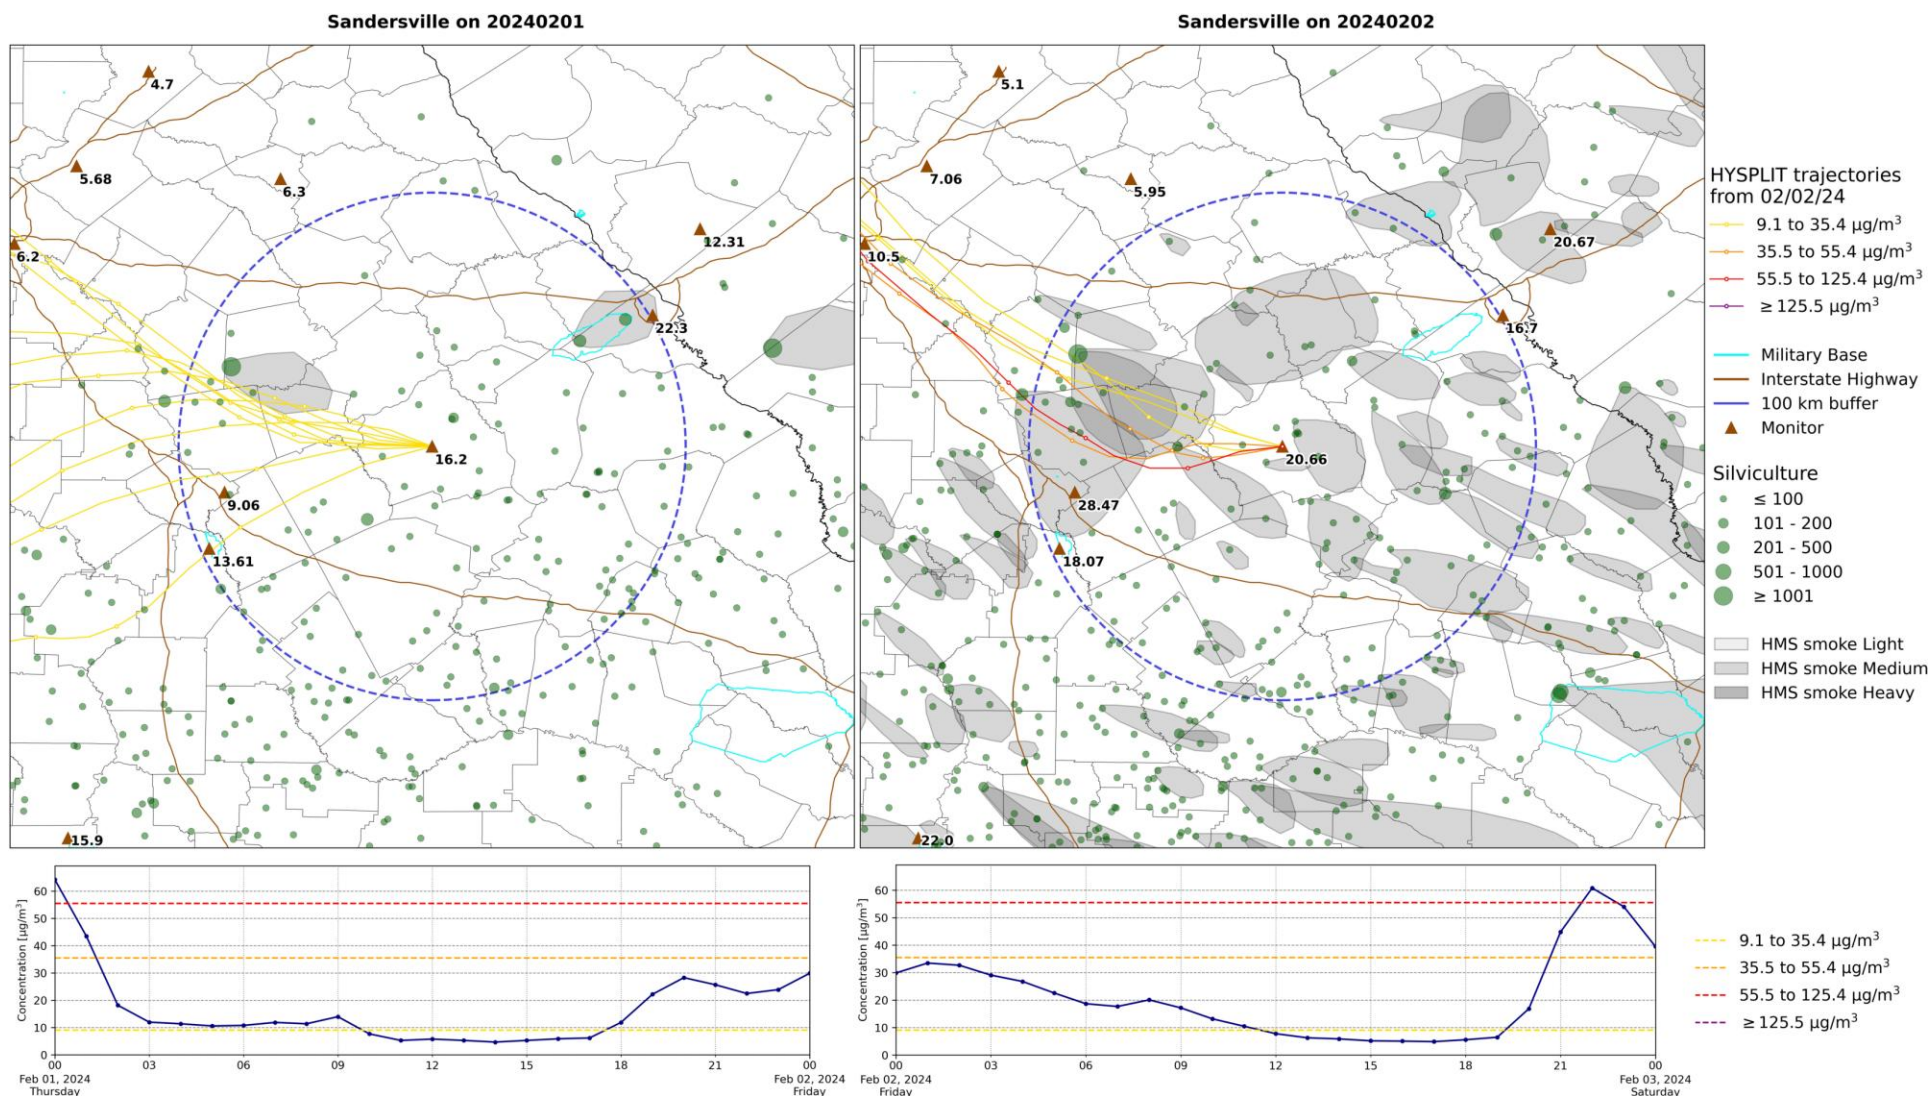 Sandersville on 20240201
Sandersville on 20240202
4.7
5.68
6.3
6.2
12.31
22.3
16.2
9.06
13.61
15.9
5.1
7.06
5.95
10.5
20.67
16.7
20.66
28.47
18.07
22.0
HYSPLIT trajectories
from 02/02/24
9.1 to 35.4 µg/m³
35.5 to 55.4 µg/m³
55.5 to 125.4 µg/m³
≥ 125.5 µg/m³
Military Base
Interstate Highway
100 km buffer
Monitor
Silviculture
≤ 100
101 - 200
201 - 500
501 - 1000
≥ 1001
HMS smoke Light
HMS smoke Medium
HMS smoke Heavy
Concentration [µg/m³]
60
50
40
30
20
10
0
00 03 06 09 12 15 18 21 00
Feb 01, 2024 Feb 02, 2024
Thursday Friday
Concentration [µg/m³]
60
50
40
30
20
10
0
00 03 06 09 12 15 18 21 00
Feb 02, 2024 Feb 03, 2024
Friday Saturday
9.1 to 35.4 µg/m³
35.5 to 55.4 µg/m³
55.5 to 125.4 µg/m³
≥ 125.5 µg/m³